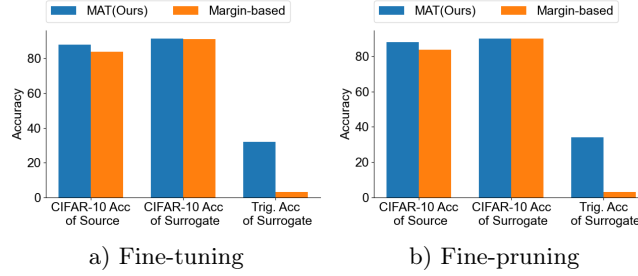 MAT(Ours) Margin-based
Accuracy
80
60
40
20
0
CIFAR-10 Acc of Source
CIFAR-10 Acc of Surrogate
Trig. Acc of Surrogate
a) Fine-tuning
MAT(Ours) Margin-based
Accuracy
80
60
40
20
0
CIFAR-10 Acc of Source
CIFAR-10 Acc of Surrogate
Trig. Acc of Surrogate
b) Fine-pruning